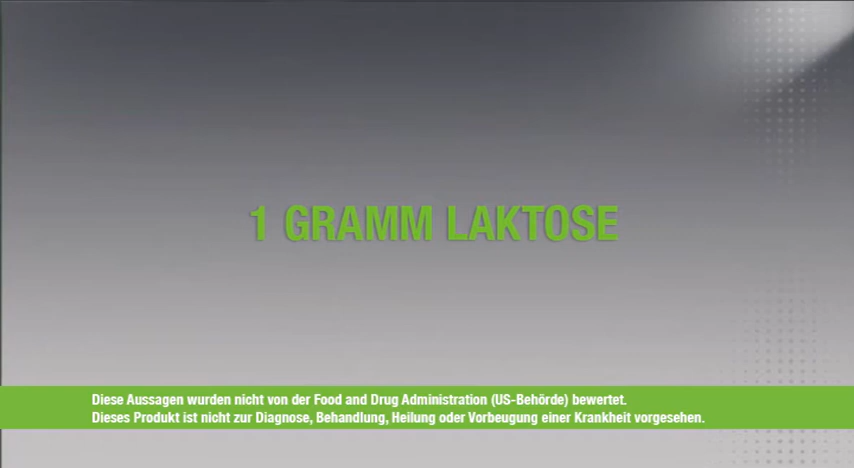 1 GRAMM LAKTOSE
Diese Aussagen wurden nicht von der Food and Drug Administration (US-Behörde) bewertet.
Dieses Produkt ist nicht zur Diagnose, Behandlung, Heilung oder Vorbeugung einer Krankheit vorgesehen.